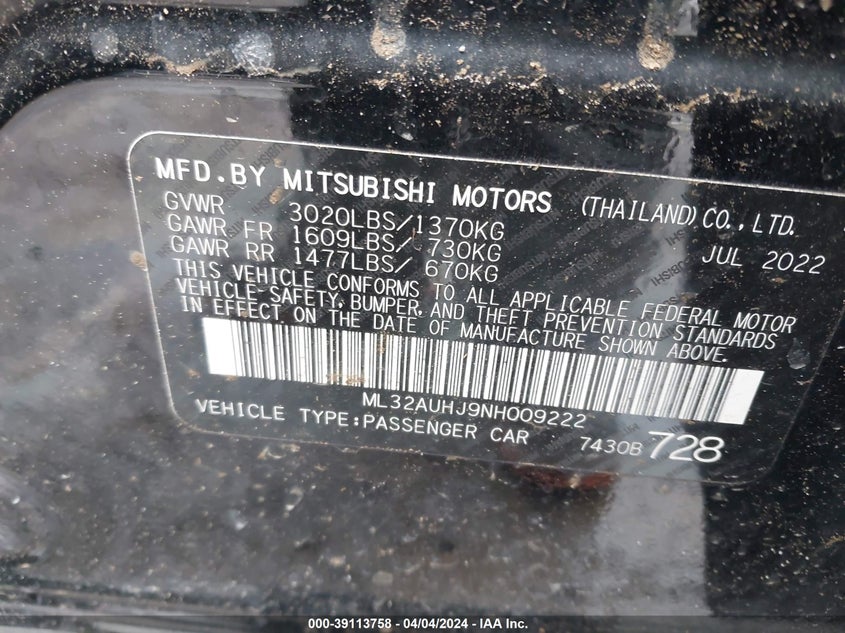 MFD.BY MITSUBISHI MOTORS (THAILAND)CO.,LTD.
GVWR 3020LBS/1370KG JUL 2022
GAWR FR 1609LBS/ 730KG
GAWR RR 1477LBS/ 670KG
THIS VEHICLE CONFORMS TO ALL APPLICABLE FEDERAL MOTOR
VEHICLE SAFETY, BUMPER, AND THEFT PREVENTION STANDARDS
IN EFFECT ON THE DATE OF MANUFACTURE SHOWN ABOVE.
ML32AUHJ9NH009222
VEHICLE TYPE:PASSENGER CAR 7430B 728
000-39113758 - 04/04/2024 - IAA Inc.